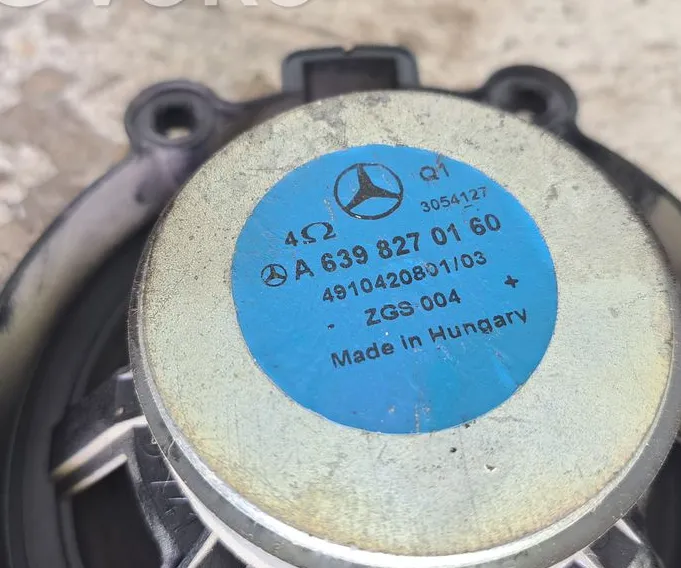 Q1
3054127
4Ω
A 639 827 01 60
4910420801/03
- ZGS 004 +
Made in Hungary